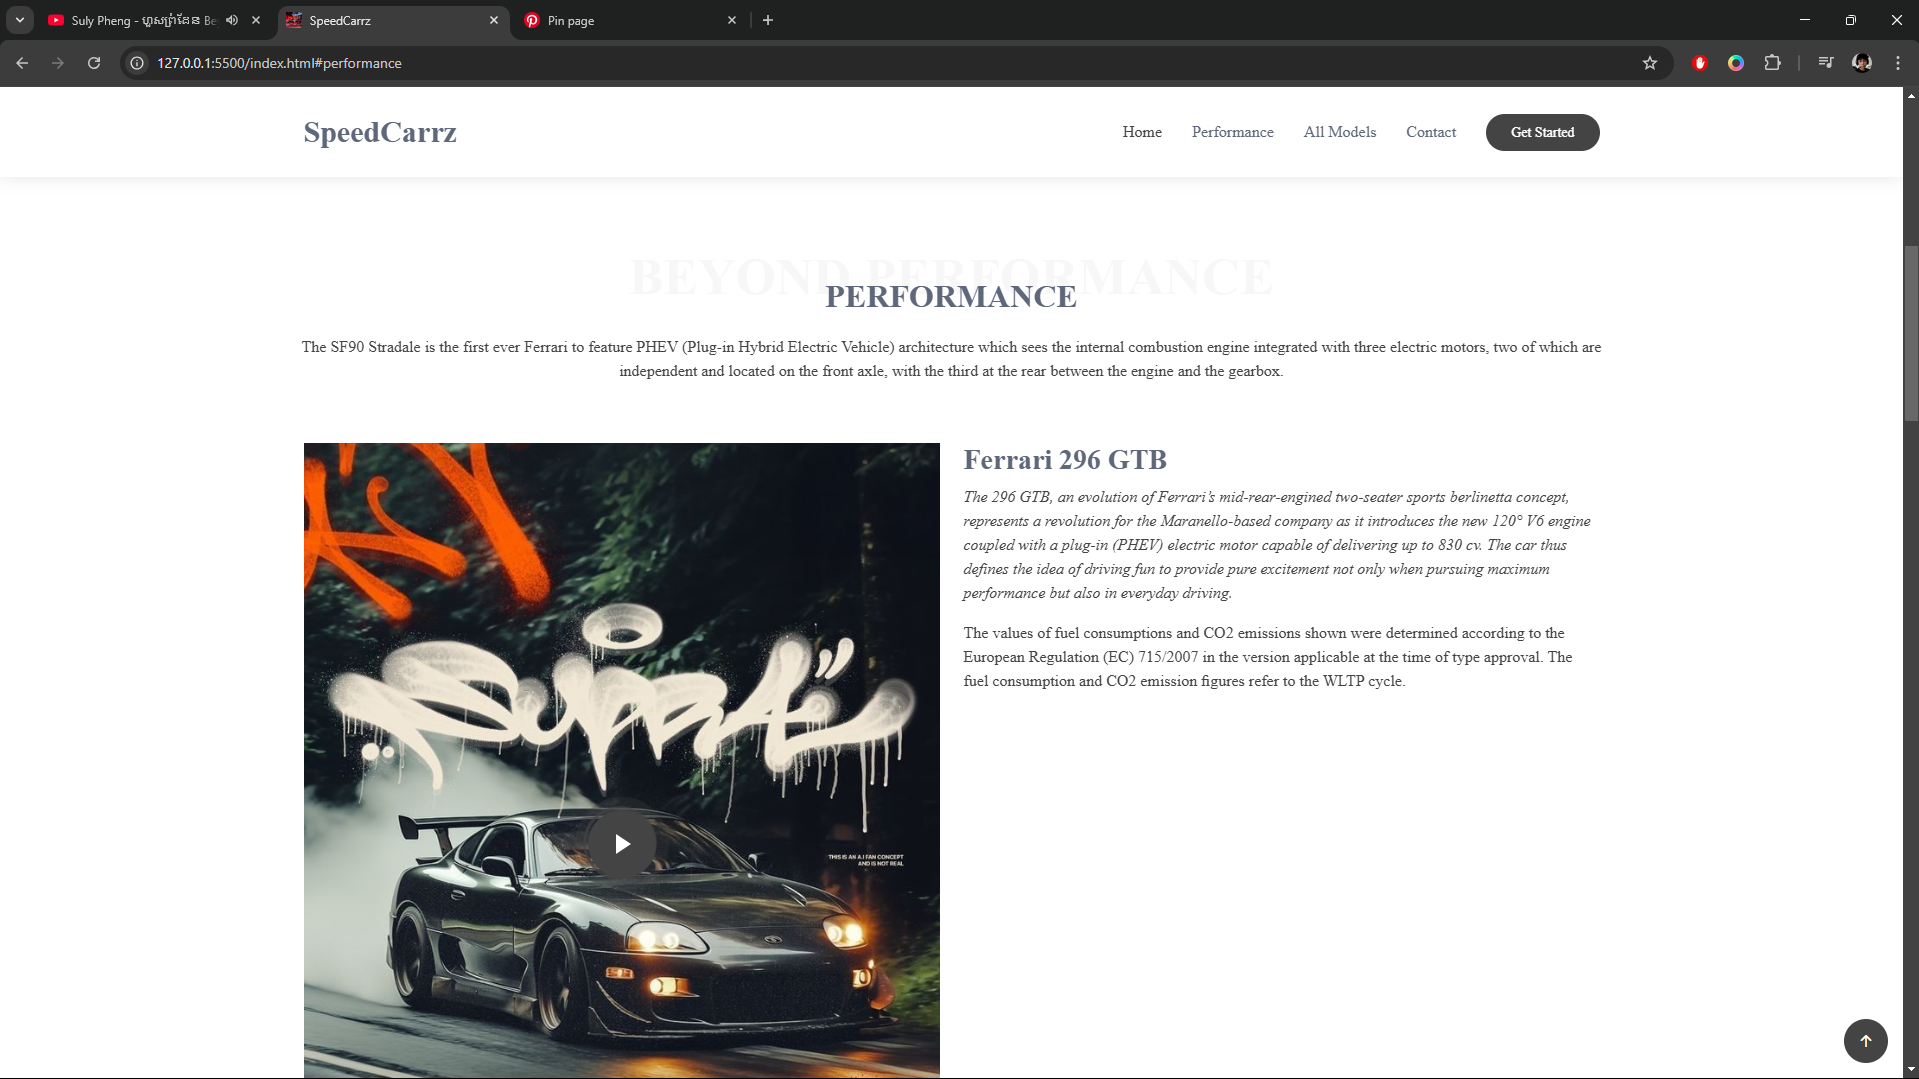 Suly Pheng - ហួសព្រំដែន Be
SpeedCarrz
Pin page
127.0.0.1:5500/index.html#performance
SpeedCarrz
Home
Performance
All Models
Contact
Get Started
BEYOND PERFORMANCE
PERFORMANCE
The SF90 Stradale is the first ever Ferrari to feature PHEV (Plug-in Hybrid Electric Vehicle) architecture which sees the internal combustion engine integrated with three electric motors, two of which are
independent and located on the front axle, with the third at the rear between the engine and the gearbox.
Supra
THIS IS AN A.I FAN CONCEPT
AND IS NOT REAL
Ferrari 296 GTB
The 296 GTB, an evolution of Ferrari’s mid-rear-engined two-seater sports berlinetta concept,
represents a revolution for the Maranello-based company as it introduces the new 120° V6 engine
coupled with a plug-in (PHEV) electric motor capable of delivering up to 830 cv. The car thus
defines the idea of driving fun to provide pure excitement not only when pursuing maximum
performance but also in everyday driving.
The values of fuel consumptions and CO2 emissions shown were determined according to the
European Regulation (EC) 715/2007 in the version applicable at the time of type approval. The
fuel consumption and CO2 emission figures refer to the WLTP cycle.